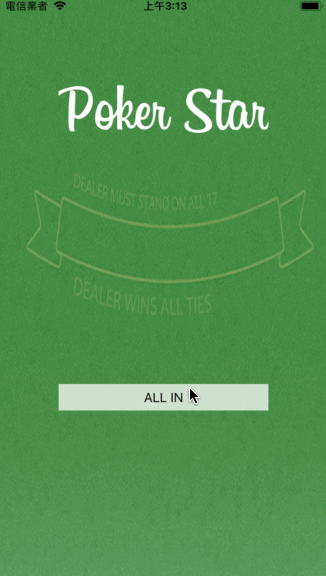 電信業者 上午3:13
Poker Star
DEALER MUST STAND ON ALL 17
DEALER WINS ALL TIES
ALL IN